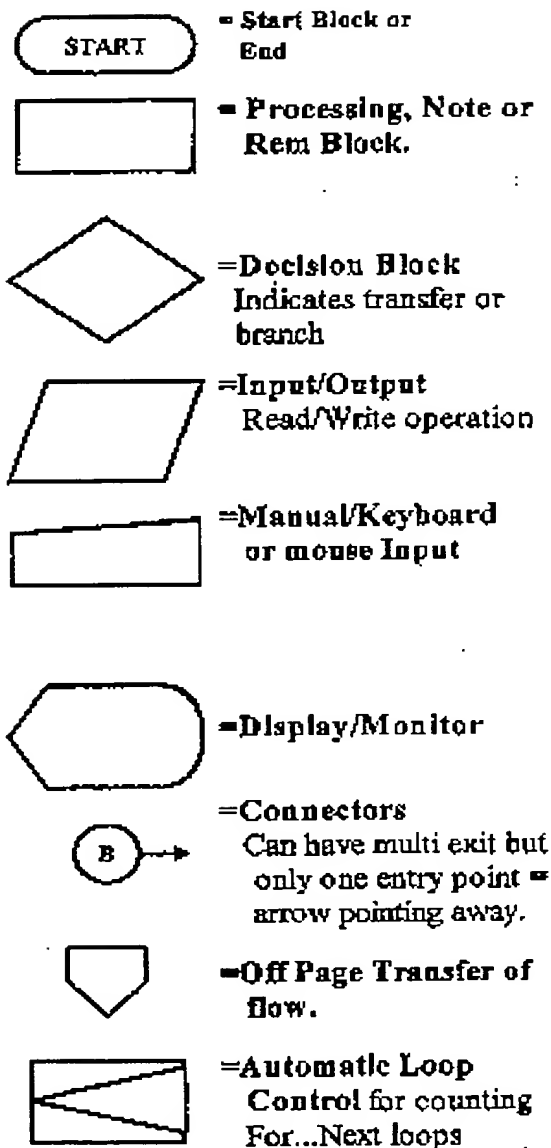 START
= Start Block or
End
= Processing, Note or
Rem Block.
=Decision Block
Indicates transfer or
branch
=Input/Output
Read/Write operation
=Manual/Keyboard
or mouse Input
=Display/Monitor
B
=Connectors
Can have multi exit but
only one entry point =
arrow pointing away.
=Off Page Transfer of
flow.
=Automatic Loop
Control for counting
For...Next loops